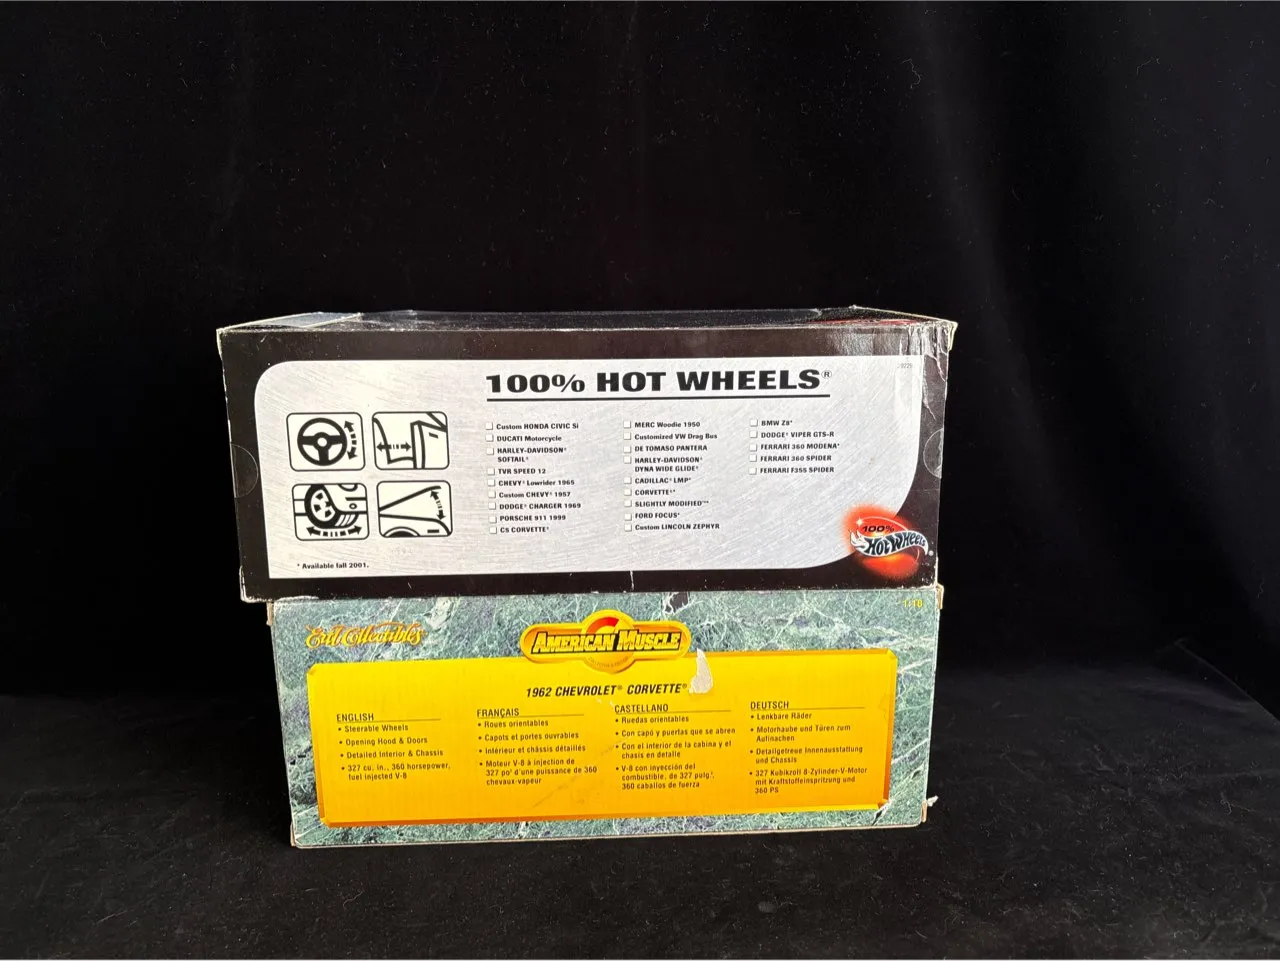 100% HOT WHEELS®
Custom HONDA CIVIC Si
DUCATI Motorcycle
HARLEY-DAVIDSON®
SOFTAIL®
TVR SPEED 12
CHEVY® Lowrider 1965
Custom CHEVY® 1957
DODGE® CHARGER 1969
PORSCHE 911 1999
C5 CORVETTE®
MERC Woodie 1950
Customized VW Drag Bus
DE TOMASO PANTERA
HARLEY-DAVIDSON®
DYNA WIDE GLIDE®
CADILLAC® LMP*
CORVETTE®*
SLIGHTLY MODIFIED™*
FORD FOCUS*
Custom LINCOLN ZEPHYR
BMW Z8*
DODGE® VIPER GTS-R
FERRARI 360 MODENA*
FERRARI 360 SPIDER
FERRARI F355 SPIDER
* Available fall 2001.
100%
Hot Wheels®
1:18
Ertl Collectibles
AMERICAN MUSCLE
1962 CHEVROLET® CORVETTE®
ENGLISH
• Steerable Wheels
• Opening Hood & Doors
• Detailed Interior & Chassis
• 327 cu. in., 360 horsepower,
fuel injected V-8
FRANÇAIS
• Roues orientables
• Capots et portes ouvrables
• Intérieur et châssis détaillés
• Moteur V-8 à injection de
327 po³ d'une puissance de 360
chevaux-vapeur
CASTELLANO
• Ruedas orientables
• Con capó y puertas que se abren
• Con el interior de la cabina y el
chasis en detalle
• V-8 con inyección del
combustible, de 327 pulg.³,
360 caballos de fuerza
DEUTSCH
• Lenkbare Räder
• Motorhaube und Türen zum
Aufmachen
• Detailgetreue Innenausstattung
und Chassis
• 327 Kubikzoll 8-Zylinder-V-Motor
mit Kraftstoffeinspritzung und
360 PS